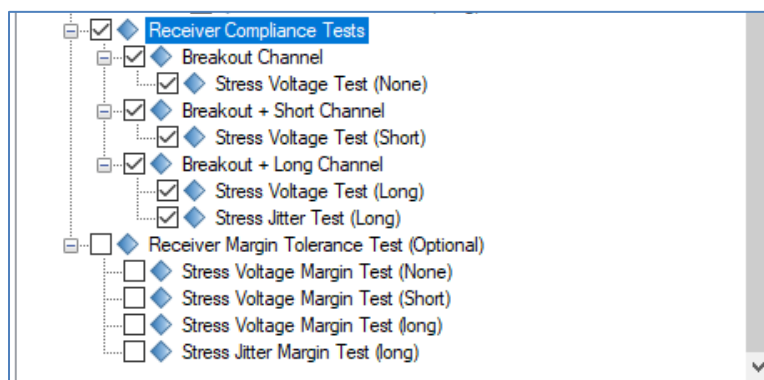 Receiver Compliance Tests
Breakout Channel
Stress Voltage Test (None)
Breakout + Short Channel
Stress Voltage Test (Short)
Breakout + Long Channel
Stress Voltage Test (Long)
Stress Jitter Test (Long)
Receiver Margin Tolerance Test (Optional)
Stress Voltage Margin Test (None)
Stress Voltage Margin Test (Short)
Stress Voltage Margin Test (long)
Stress Jitter Margin Test (long)